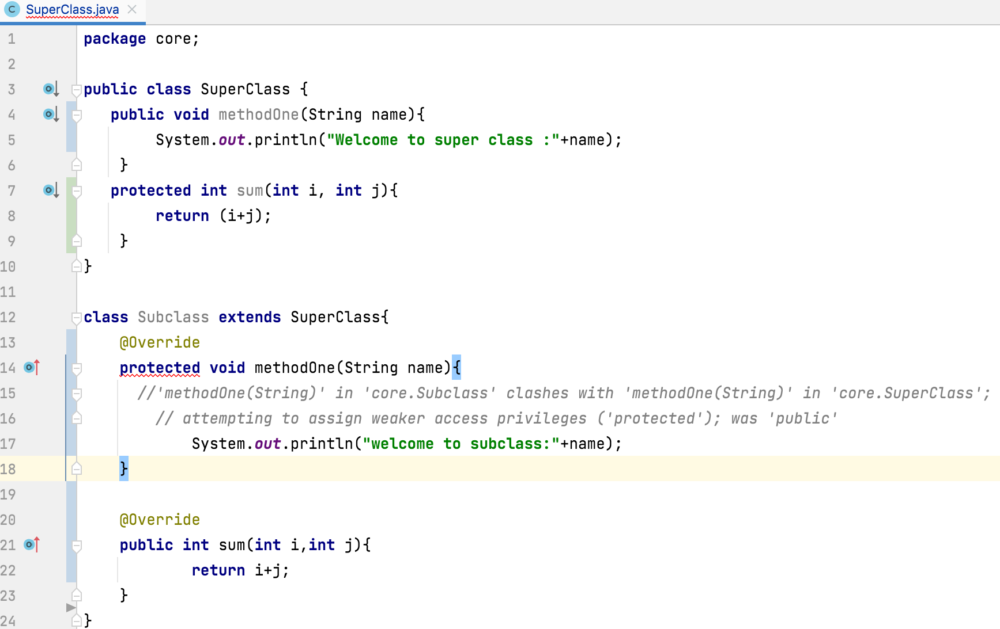 C SuperClass.java
1 package core;
2
3 public class SuperClass {
4 public void methodOne(String name){
5 System.out.println("Welcome to super class :"+name);
6 }
7 protected int sum(int i, int j){
8 return (i+j);
9 }
10 }
11
12 class Subclass extends SuperClass{
13 @Override
14 protected void methodOne(String name){
15 //'methodOne(String)' in 'core.Subclass' clashes with 'methodOne(String)' in 'core.SuperClass';
16 // attempting to assign weaker access privileges ('protected'); was 'public'
17 System.out.println("welcome to subclass:"+name);
18 }
19
20 @Override
21 public int sum(int i,int j){
22 return i+j;
23 }
24 }